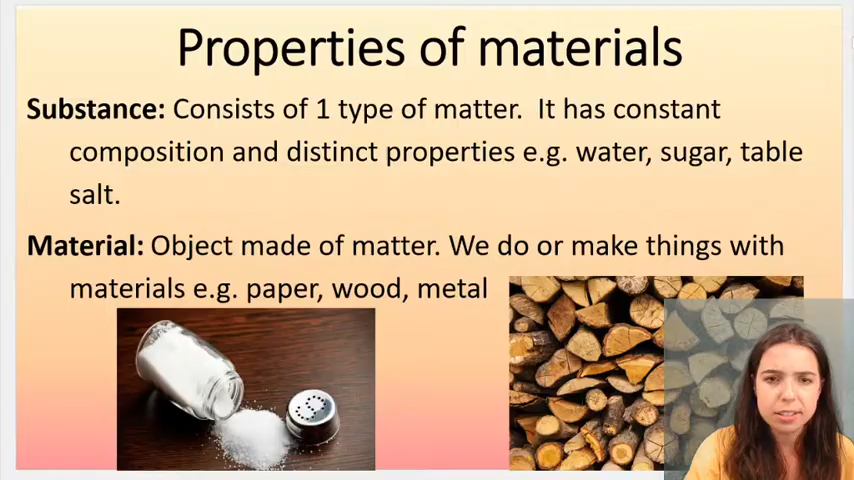 Properties of materials
Substance: Consists of 1 type of matter. It has constant
composition and distinct properties e.g. water, sugar, table
salt.
Material: Object made of matter. We do or make things with
materials e.g. paper, wood, metal